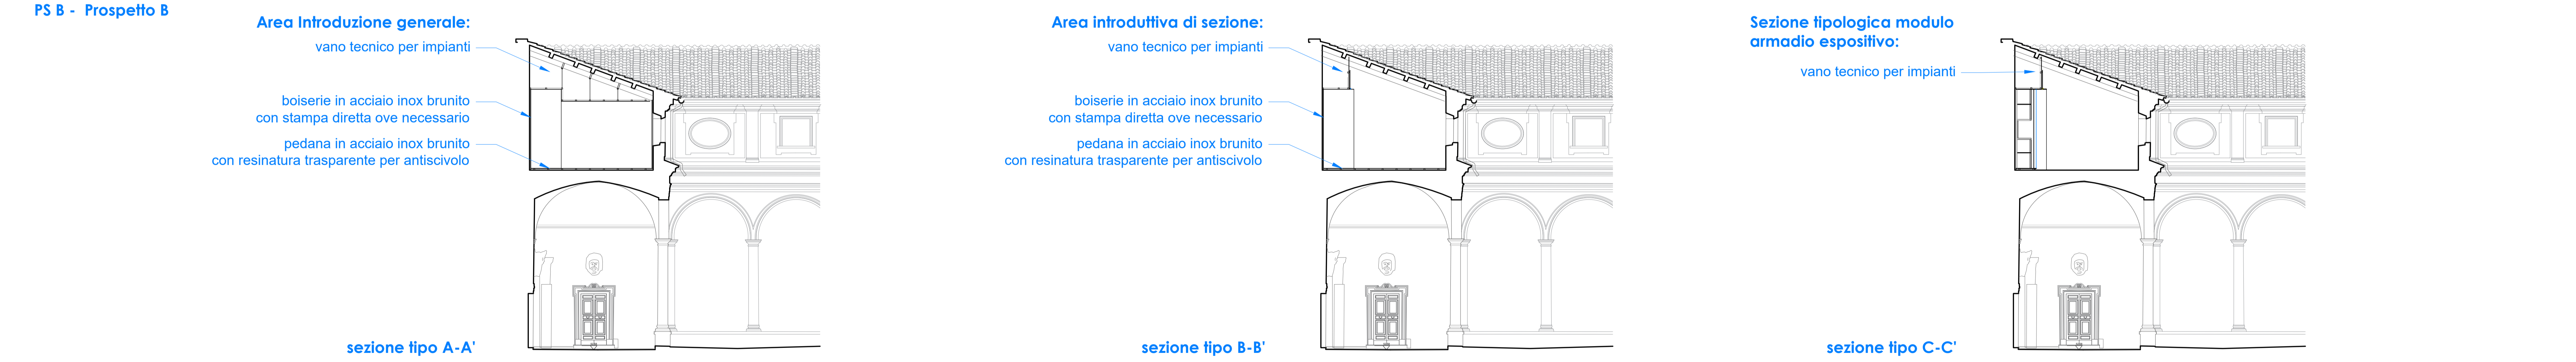 PS B - Prospetto B
Area Introduzione generale:
vano tecnico per impianti
boiserie in acciaio inox brunito
con stampa diretta ove necessario
pedana in acciaio inox brunito
con resinatura trasparente per antiscivolo
sezione tipo A-A'
Area introduttiva di sezione:
vano tecnico per impianti
boiserie in acciaio inox brunito
con stampa diretta ove necessario
pedana in acciaio inox brunito
con resinatura trasparente per antiscivolo
sezione tipo B-B'
Sezione tipologica modulo
armadio espositivo:
vano tecnico per impianti
sezione tipo C-C'